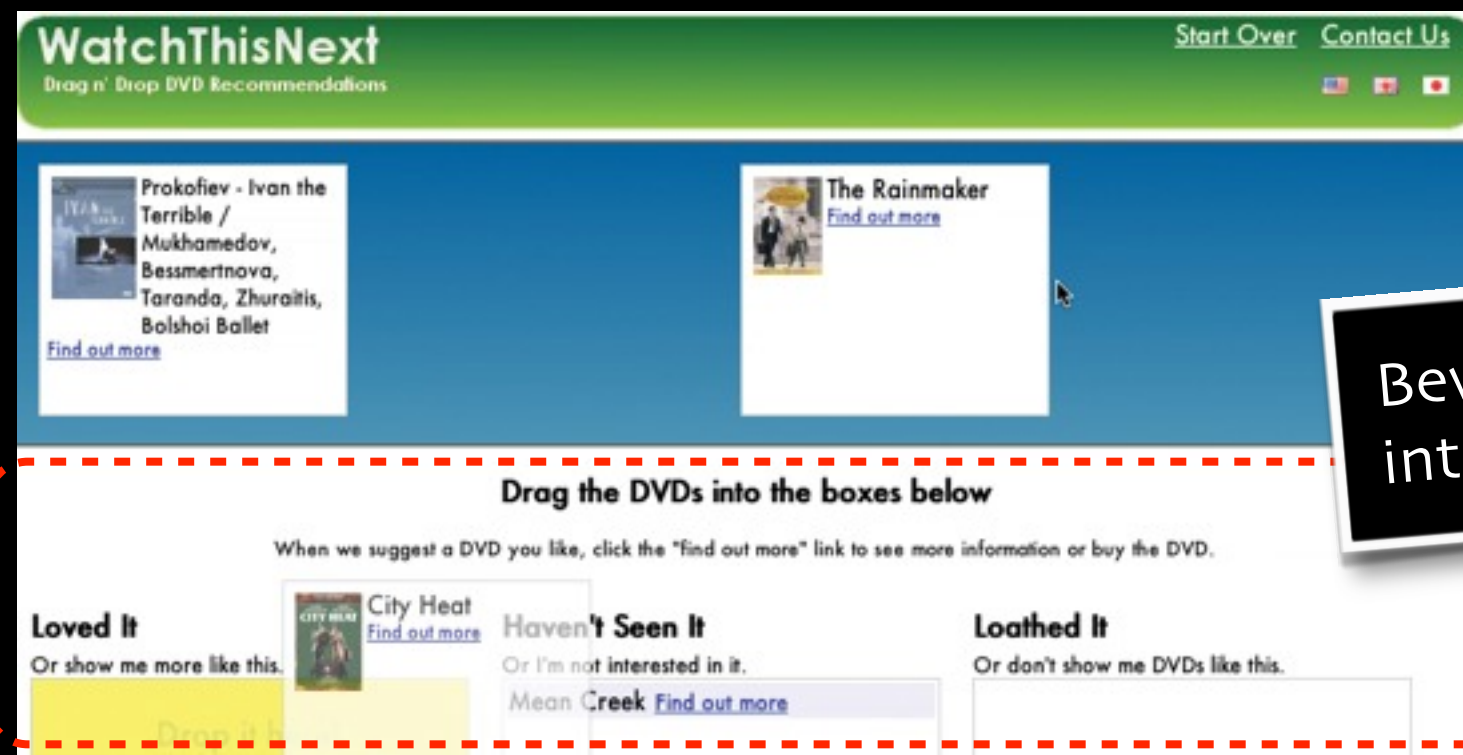 WatchThisNext
Drag n' Drop DVD Recommendations
Start Over Contact Us
Prokofiev - Ivan the
Terrible /
Mukhamedov,
Bessmertnova,
Taranda, Zhuraitis,
Bolshoi Ballet
Find out more
The Rainmaker
Find out more
Drag the DVDs into the boxes below
When we suggest a DVD you like, click the "find out more" link to see more information or buy the DVD.
City Heat
Find out more
Loved It
Or show me more like this.
Drop it
Haven't Seen It
Or I'm not interested in it.
Mean Creek Find out more
Loathed It
Or don't show me DVDs like this.